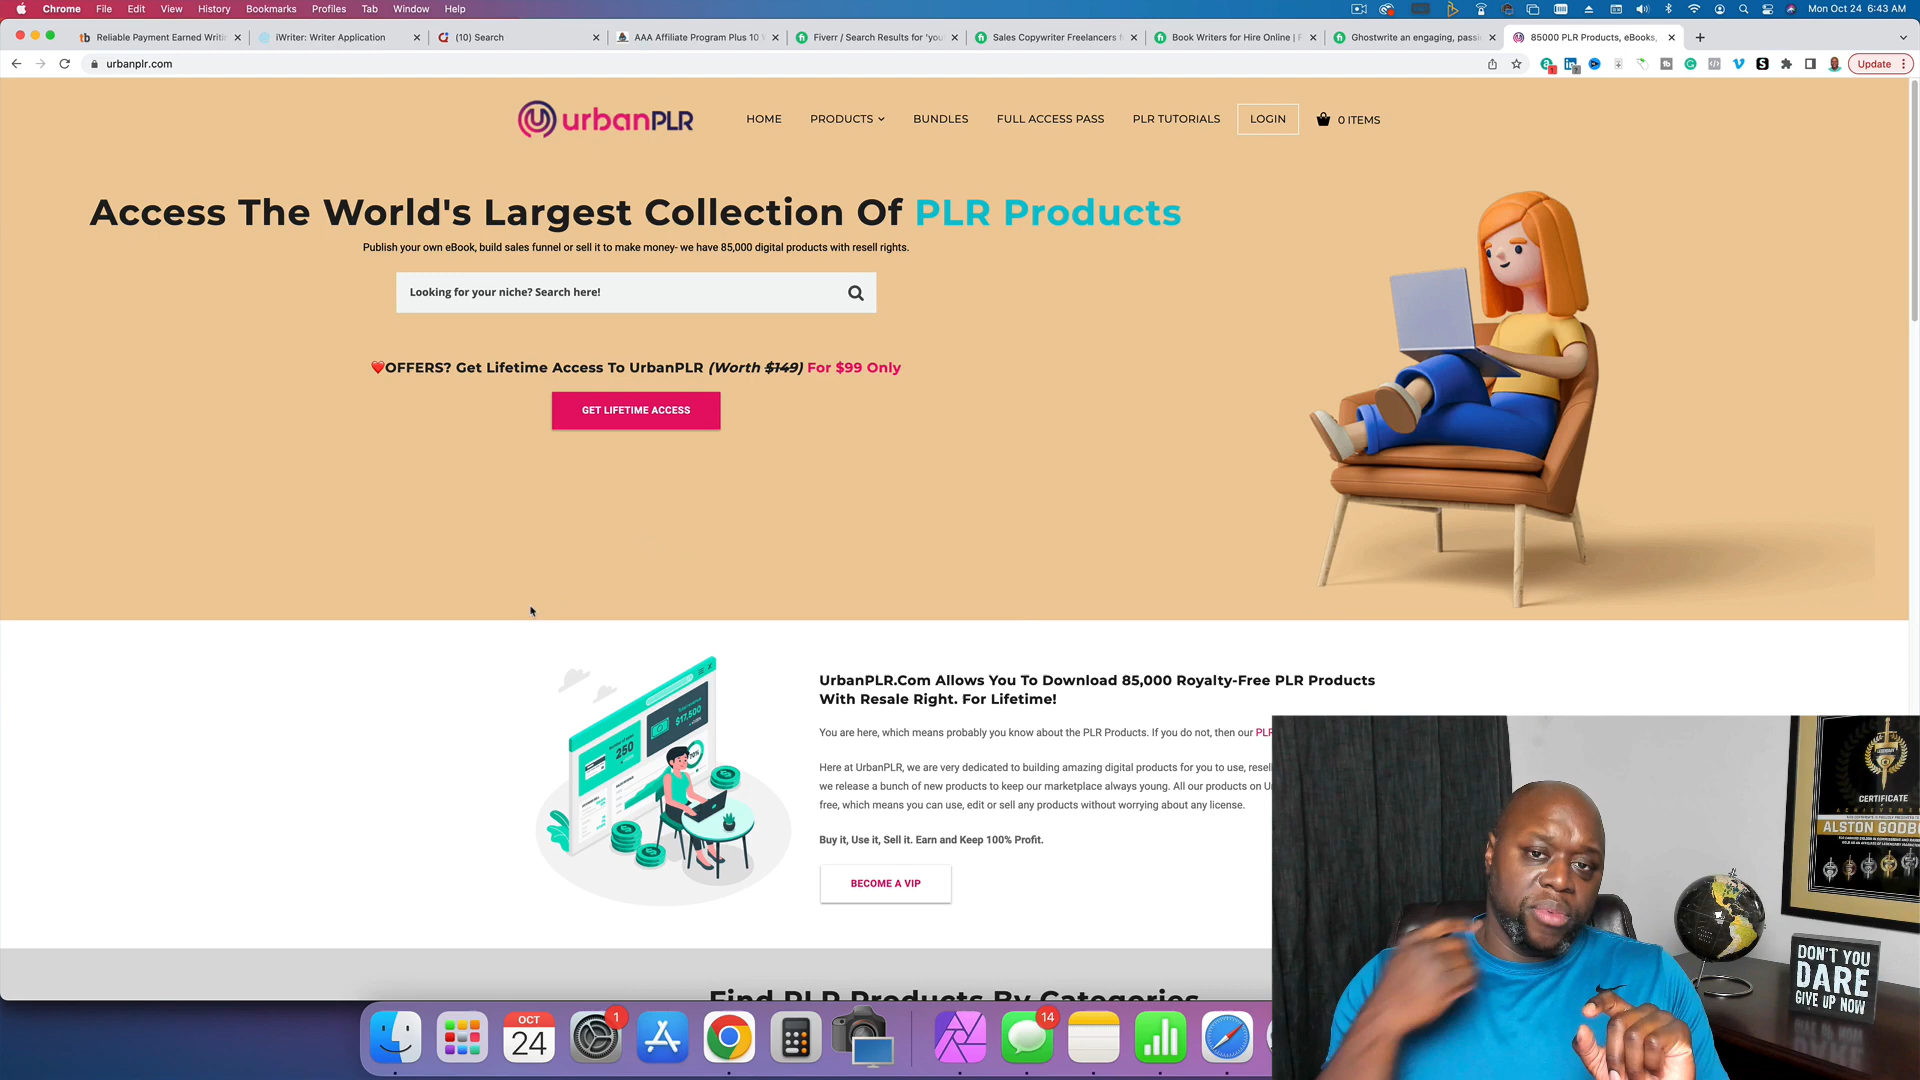 Chrome File Edit View History Bookmarks Profiles Tab Window Help
Mon Oct 24 6:43 AM
Reliable Payment Earned Writi
iWriter: Writer Application
(10) Search
AAA Affiliate Program Plus 10
Fiverr / Search Results for 'you
Sales Copywriter Freelancers f
Book Writers for Hire Online | F
Ghostwrite an engaging, passi
85000 PLR Products, eBooks,
urbanplr.com
Update
urbanPLR
HOME PRODUCTS BUNDLES FULL ACCESS PASS PLR TUTORIALS LOGIN 0 ITEMS
Access The World's Largest Collection Of PLR Products
Publish your own eBook, build sales funnel or sell it to make money- we have 85,000 digital products with resell rights.
Looking for your niche? Search here!
❤️OFFERS? Get Lifetime Access To UrbanPLR (Worth $149) For $99 Only
GET LIFETIME ACCESS
$17,500
250
UrbanPLR.Com Allows You To Download 85,000 Royalty-Free PLR Products
With Resale Right. For Lifetime!
You are here, which means probably you know about the PLR Products. If you do not, then our PLR
Here at UrbanPLR, we are very dedicated to building amazing digital products for you to use, resell
we release a bunch of new products to keep our marketplace always young. All our products on U
free, which means you can use, edit or sell any products without worrying about any license.
Buy it, Use it, Sell it. Earn and Keep 100% Profit.
BECOME A VIP
Find PLR Products By Categories
OCT
24
1
14
CERTIFICATE
ALSTON GODBO
DON'T YOU
DARE
GIVE UP NOW